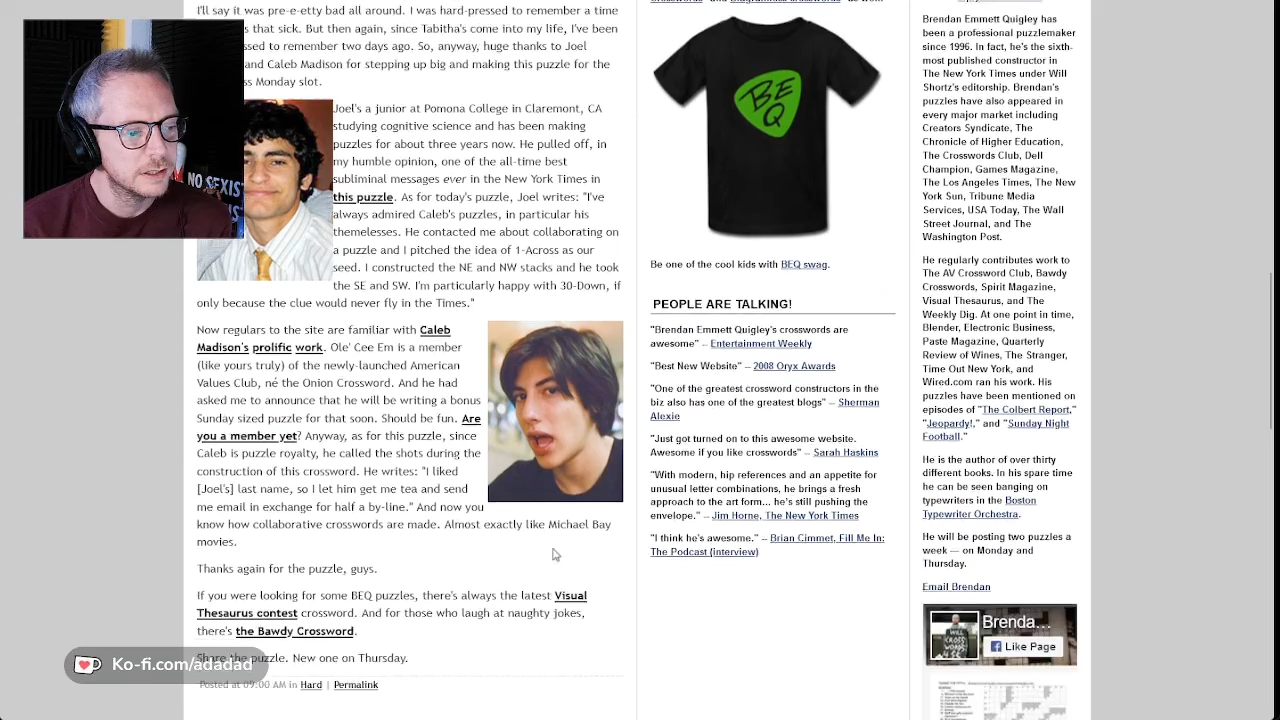 I'll say it was pre-e-etty bad all around. I was hard pressed to remember a time
s that sick. But then again, since Tabitha's come into my life, I've been
ssed to remember two days ago. So, anyway, huge thanks to Joel
and Caleb Madison for stepping up big and making this puzzle for the
ss Monday slot.
Joel's a junior at Pomona College in Claremont, CA
studying cognitive science and has been making
puzzles for about three years now. He pulled off, in
my humble opinion, one of the all-time best
subliminal messages ever in the New York Times in
this puzzle. As for today's puzzle, Joel writes: "I've
always admired Caleb's puzzles, in particular his
themelesses. He contacted me about collaborating on
a puzzle and I pitched the idea of 1-Across as our
seed. I constructed the NE and NW stacks and he took
the SE and SW. I'm particularly happy with 30-Down, if
only because the clue would never fly in the Times."
NO SEXIST
Now regulars to the site are familiar with Caleb
Madison's prolific work. Ole' Cee Em is a member
(like yours truly) of the newly-launched American
Values Club, né the Onion Crossword. And he had
asked me to announce that he will be writing a bonus
Sunday sized puzzle for that soon. Should be fun. Are
you a member yet? Anyway, as for this puzzle, since
Caleb is puzzle royalty, he called the shots during the
construction of this crossword. He writes: "I liked
[Joel's] last name, so I let him get me tea and send
me email in exchange for half a by-line." And now you
know how collaborative crosswords are made. Almost exactly like Michael Bay
movies.
Thanks again for the puzzle, guys.
If you were looking for some BEQ puzzles, there's always the latest Visual
Thesaurus contest crossword. And for those who laugh at naughty jokes,
there's the Bawdy Crossword.
Share the puzzle. New one on Thursday.
Ko-fi.com/adadad
Posted at 09:00 AM in Hard | Permalink
BEQ
Be one of the cool kids with BEQ swag.
PEOPLE ARE TALKING!
"Brendan Emmett Quigley's crosswords are
awesome" -- Entertainment Weekly
"Best New Website" -- 2008 Oryx Awards
"One of the greatest crossword constructors in the
biz also has one of the greatest blogs" -- Sherman
Alexie
"Just got turned on to this awesome website.
Awesome if you like crosswords" -- Sarah Haskins
"With modern, hip references and an appetite for
unusual letter combinations, he brings a fresh
approach to the art form... he's still pushing the
envelope." -- Jim Horne, The New York Times
"I think he's awesome." -- Brian Cimmet, Fill Me In:
The Podcast (interview)
Brendan Emmett Quigley has
been a professional puzzlemaker
since 1996. In fact, he's the sixth-
most published constructor in
The New York Times under Will
Shortz's editorship. Brendan's
puzzles have also appeared in
every major market including
Creators Syndicate, The
Chronicle of Higher Education,
The Crosswords Club, Dell
Champion, Games Magazine,
The Los Angeles Times, The New
York Sun, Tribune Media
Services, USA Today, The Wall
Street Journal, and The
Washington Post.
He regularly contributes work to
The AV Crossword Club, Bawdy
Crosswords, Spirit Magazine,
Visual Thesaurus, and The
Weekly Dig. At one point in time,
Blender, Electronic Business,
Paste Magazine, Quarterly
Review of Wines, The Stranger,
Time Out New York, and
Wired.com ran his work. His
puzzles have been mentioned on
episodes of "The Colbert Report,"
"Jeopardy!," and "Sunday Night
Football."
He is the author of over thirty
different books. In his spare time
he can be seen banging on
typewriters in the Boston
Typewriter Orchestra.
He will be posting two puzzles a
week — on Monday and
Thursday.
Email Brendan
Brenda...
WILL CROSS WORDS 4 $$
Like Page